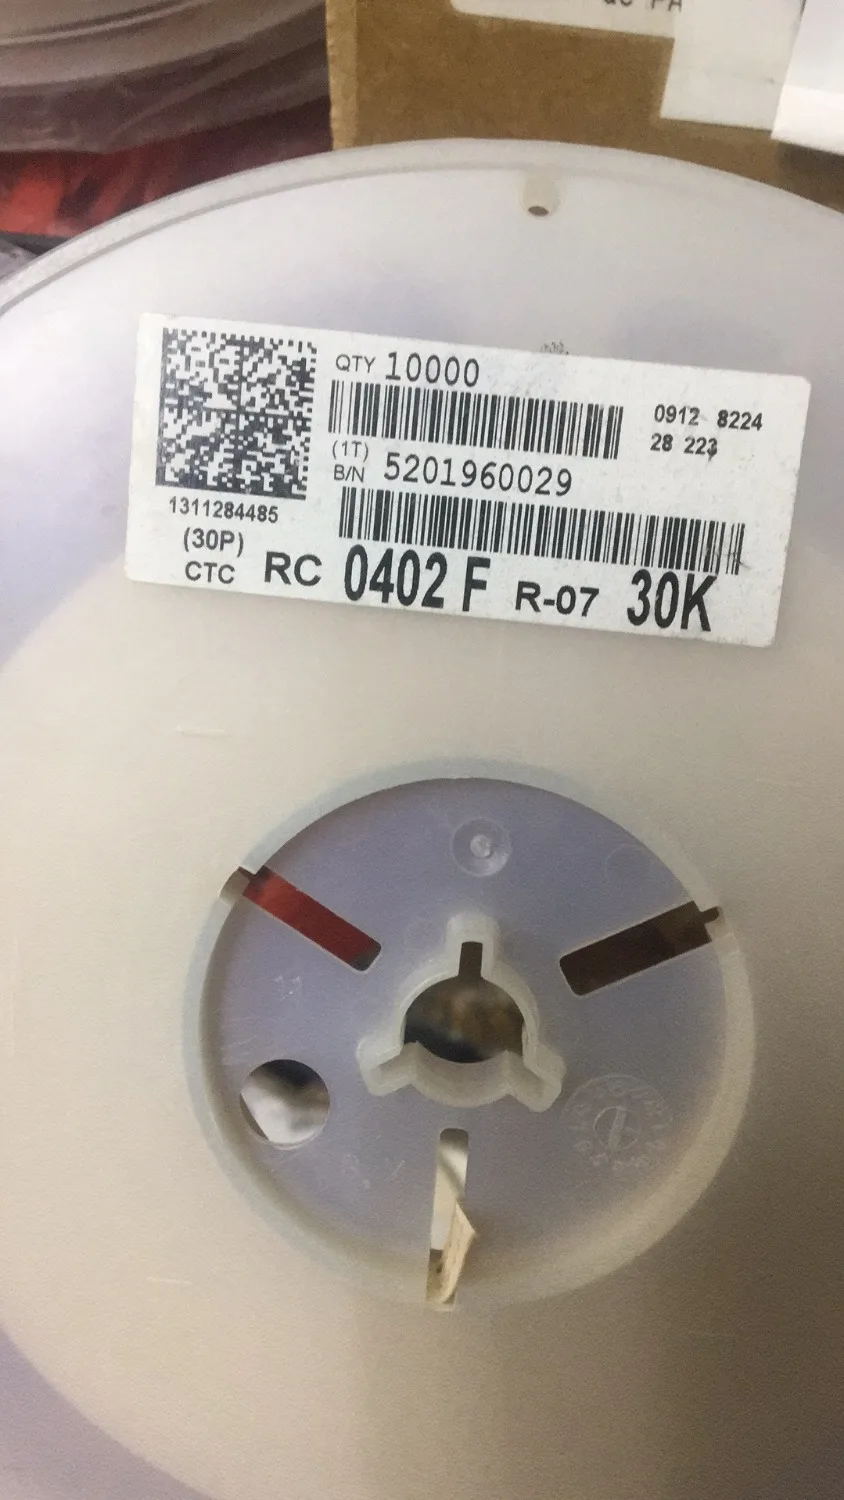 QTY 10000
0912 8224
28 223
(1T)
B/N 5201960029
1311284485
(30P)
CTC RC 0402 F R-07 30K